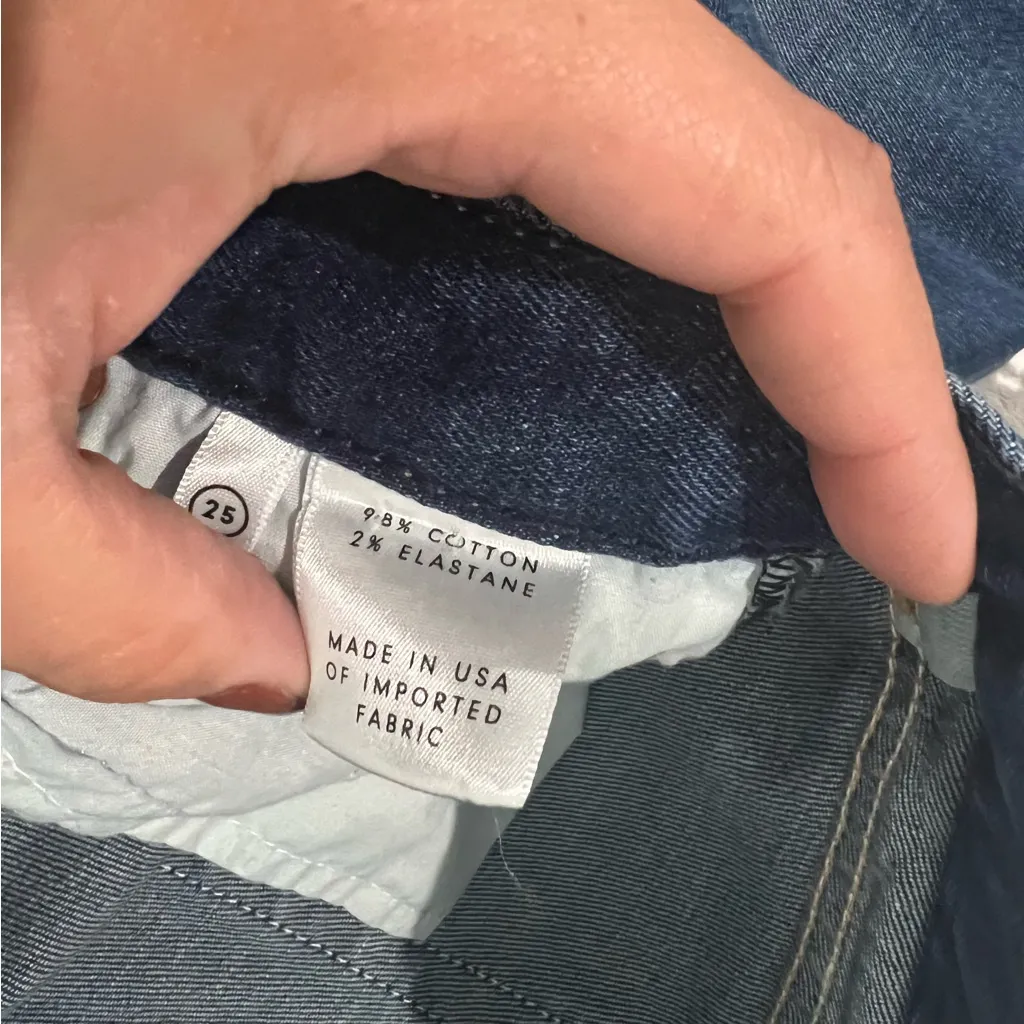 25
98% COTTON
2% ELASTANE
MADE IN USA
OF IMPORTED
FABRIC